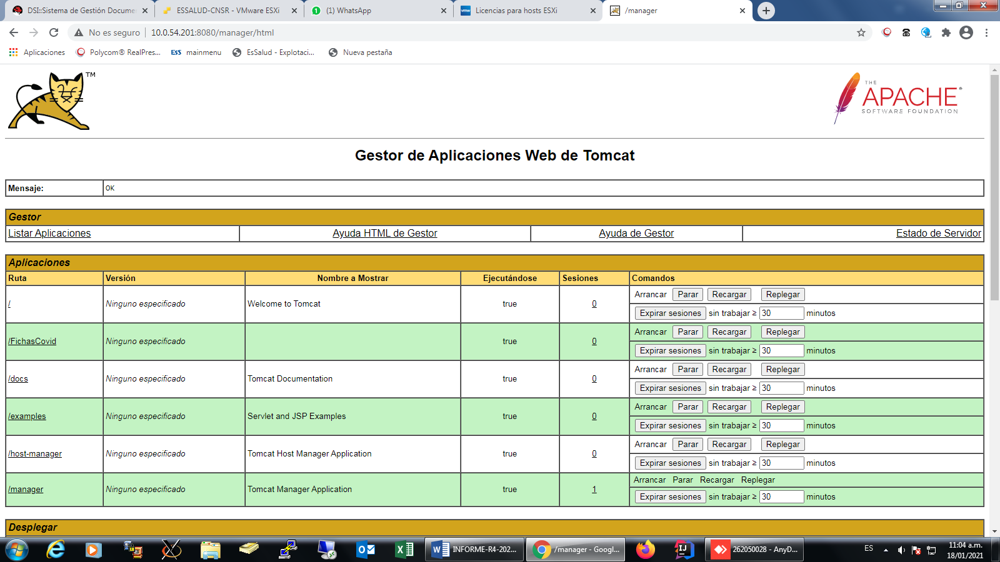 DSI::Sistema de Gestión Docume
ESSALUD-CNSR - VMware ESXi
(1) WhatsApp
Licencias para hosts ESXi
/manager
No es seguro
10.0.54.201:8080/manager/html
Aplicaciones
Polycom® RealPres...
EsS mainmenu
EsSalud - Explotaci...
Nueva pestaña
TM
THE
APACHE®
SOFTWARE FOUNDATION
Gestor de Aplicaciones Web de Tomcat
Mensaje: OK
Gestor
Listar Aplicaciones Ayuda HTML de Gestor Ayuda de Gestor Estado de Servidor
Aplicaciones
Ruta Versión Nombre a Mostrar Ejecutándose Sesiones Comandos
/ Ninguno especificado Welcome to Tomcat true 0
Arrancar Parar Recargar Replegar
Expirar sesiones sin trabajar ≥ 30 minutos
/FichasCovid Ninguno especificado true 0
Arrancar Parar Recargar Replegar
Expirar sesiones sin trabajar ≥ 30 minutos
/docs Ninguno especificado Tomcat Documentation true 0
Arrancar Parar Recargar Replegar
Expirar sesiones sin trabajar ≥ 30 minutos
/examples Ninguno especificado Servlet and JSP Examples true 0
Arrancar Parar Recargar Replegar
Expirar sesiones sin trabajar ≥ 30 minutos
/host-manager Ninguno especificado Tomcat Host Manager Application true 0
Arrancar Parar Recargar Replegar
Expirar sesiones sin trabajar ≥ 30 minutos
/manager Ninguno especificado Tomcat Manager Application true 1
Arrancar Parar Recargar Replegar
Expirar sesiones sin trabajar ≥ 30 minutos
Desplegar
INFORME-R4-202...
/manager - Googl...
262050028 - AnyD...
ES
11:04 a.m.
18/01/2021